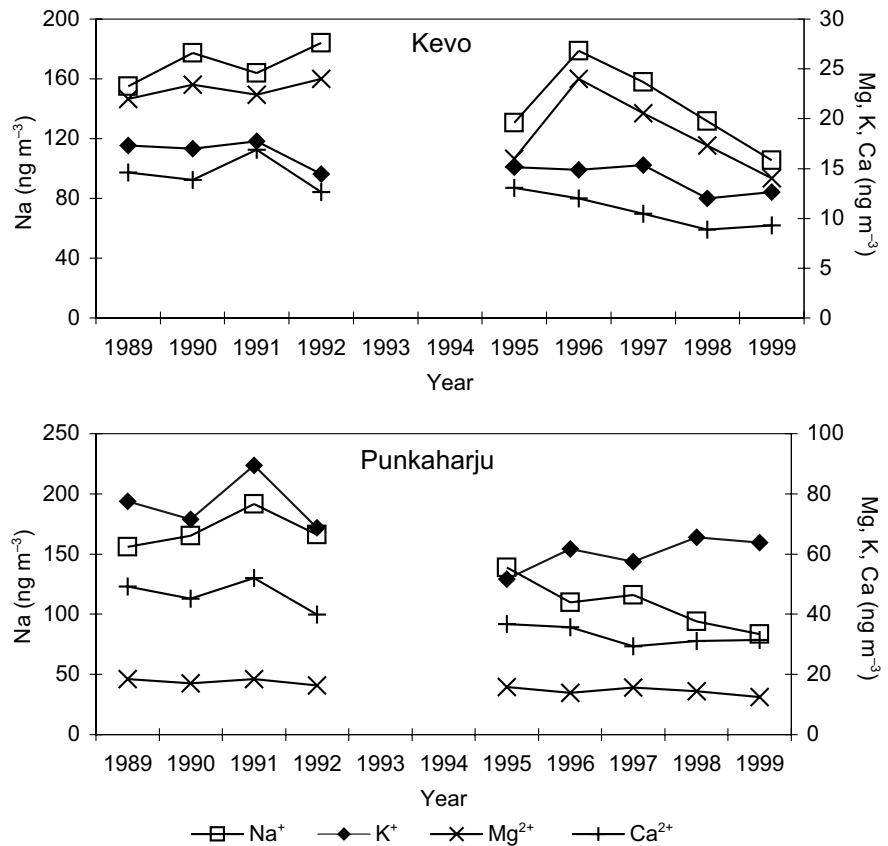 Kevo
200
160
120
80
40
0
Na (ng m⁻³)
30
25
20
15
10
5
0
Mg, K, Ca (ng m⁻³)
1989 1990 1991 1992 1993 1994 1995 1996 1997 1998 1999
Year
Punkaharju
250
200
150
100
50
0
Na (ng m⁻³)
100
80
60
40
20
0
Mg, K, Ca (ng m⁻³)
1989 1990 1991 1992 1993 1994 1995 1996 1997 1998 1999
Year
Na⁺ K⁺ Mg²⁺ Ca²⁺